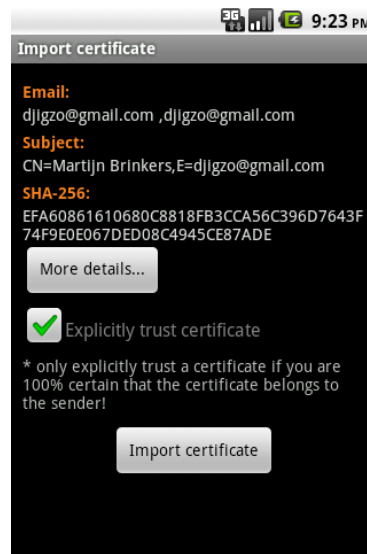 3G 9:23 PM
Import certificate
Email:
djigzo@gmail.com ,djigzo@gmail.com
Subject:
CN=Martijn Brinkers,E=djigzo@gmail.com
SHA-256:
EFA60861610680C8818FB3CCA56C396D7643F
74F9E0E067DED08C4945CE87ADE
More details...
Explicitly trust certificate
* only explicitly trust a certificate if you are
100% certain that the certificate belongs to
the sender!
Import certificate